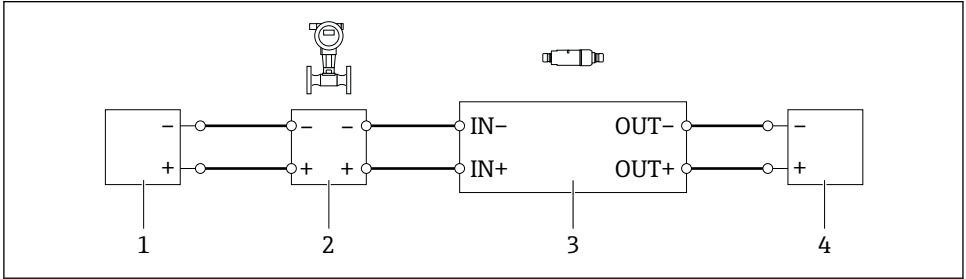 − − − IN− OUT− −
+ + + IN+ OUT+ +
1 2 3 4